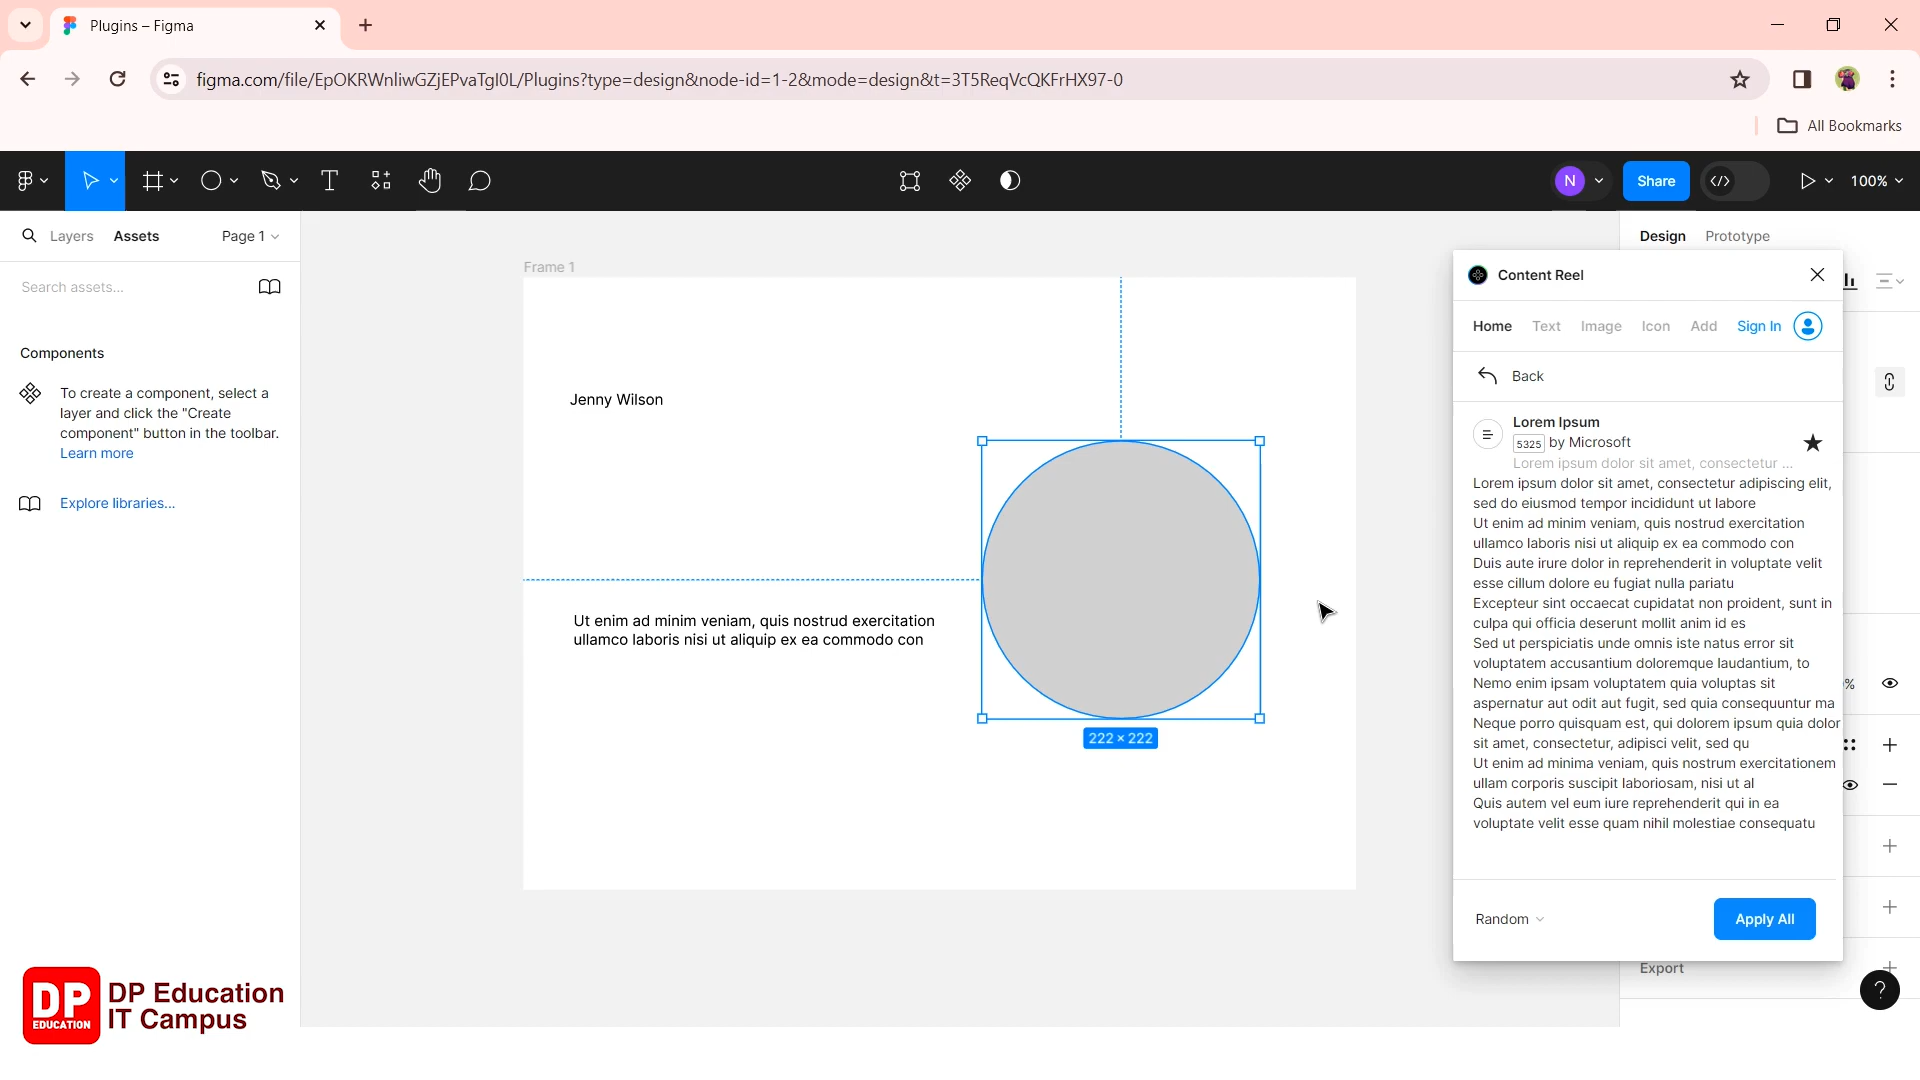 Plugins – Figma
figma.com/file/EpOKRWnliwGZjEPvaTgI0L/Plugins?type=design&node-id=1-2&mode=design&t=3T5ReqVcQKFrHX97-0
All Bookmarks
N
Share
100%
Layers
Assets
Page 1
Design
Prototype
Search assets...
Components
To create a component, select a
layer and click the "Create
component" button in the toolbar.
Learn more
Explore libraries...
Frame 1
Jenny Wilson
Ut enim ad minim veniam, quis nostrud exercitation
ullamco laboris nisi ut aliquip ex ea commodo con
222 × 222
Content Reel
Home
Text
Image
Icon
Add
Sign In
Back
Lorem Ipsum
5325 by Microsoft
Lorem ipsum dolor sit amet, consectetur ...
Lorem ipsum dolor sit amet, consectetur adipiscing elit,
sed do eiusmod tempor incididunt ut labore
Ut enim ad minim veniam, quis nostrud exercitation
ullamco laboris nisi ut aliquip ex ea commodo con
Duis aute irure dolor in reprehenderit in voluptate velit
esse cillum dolore eu fugiat nulla pariatu
Excepteur sint occaecat cupidatat non proident, sunt in
culpa qui officia deserunt mollit anim id es
Sed ut perspiciatis unde omnis iste natus error sit
voluptatem accusantium doloremque laudantium, to
Nemo enim ipsam voluptatem quia voluptas sit
aspernatur aut odit aut fugit, sed quia consequuntur ma
Neque porro quisquam est, qui dolorem ipsum quia dolor
sit amet, consectetur, adipisci velit, sed qu
Ut enim ad minima veniam, quis nostrum exercitationem
ullam corporis suscipit laboriosam, nisi ut al
Quis autem vel eum iure reprehenderit qui in ea
voluptate velit esse quam nihil molestiae consequatu
%
Random
Apply All
Export
?
DP
EDUCATION
DP Education
IT Campus